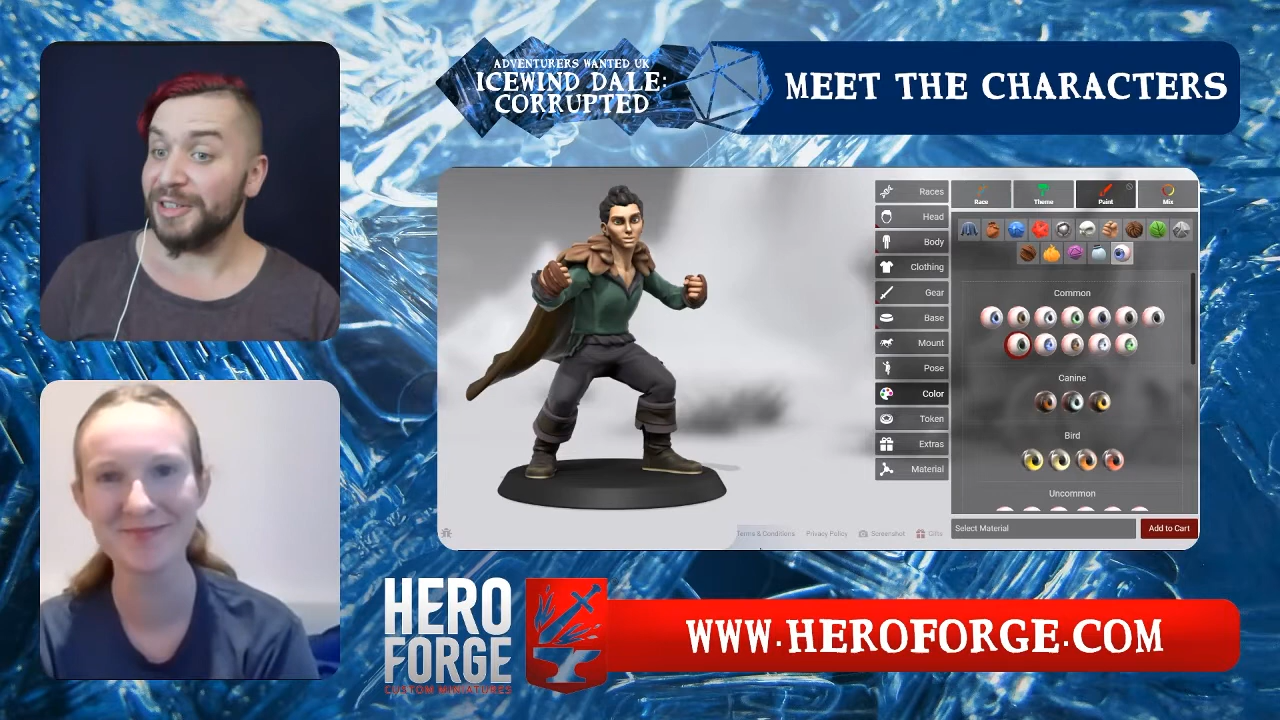 ADVENTURERS WANTED UK
ICEWIND DALE:
CORRUPTED
MEET THE CHARACTERS
Races
Head
Body
Clothing
Gear
Base
Mount
Pose
Color
Token
Extras
Material
Race
Theme
Paint
Mix
Common
Canine
Bird
Uncommon
Select Material
Add to Cart
Terms & Conditions
Privacy Policy
Screenshot
Gifts
HERO
FORGE
CUSTOM MINIATURES
WWW.HEROFORGE.COM